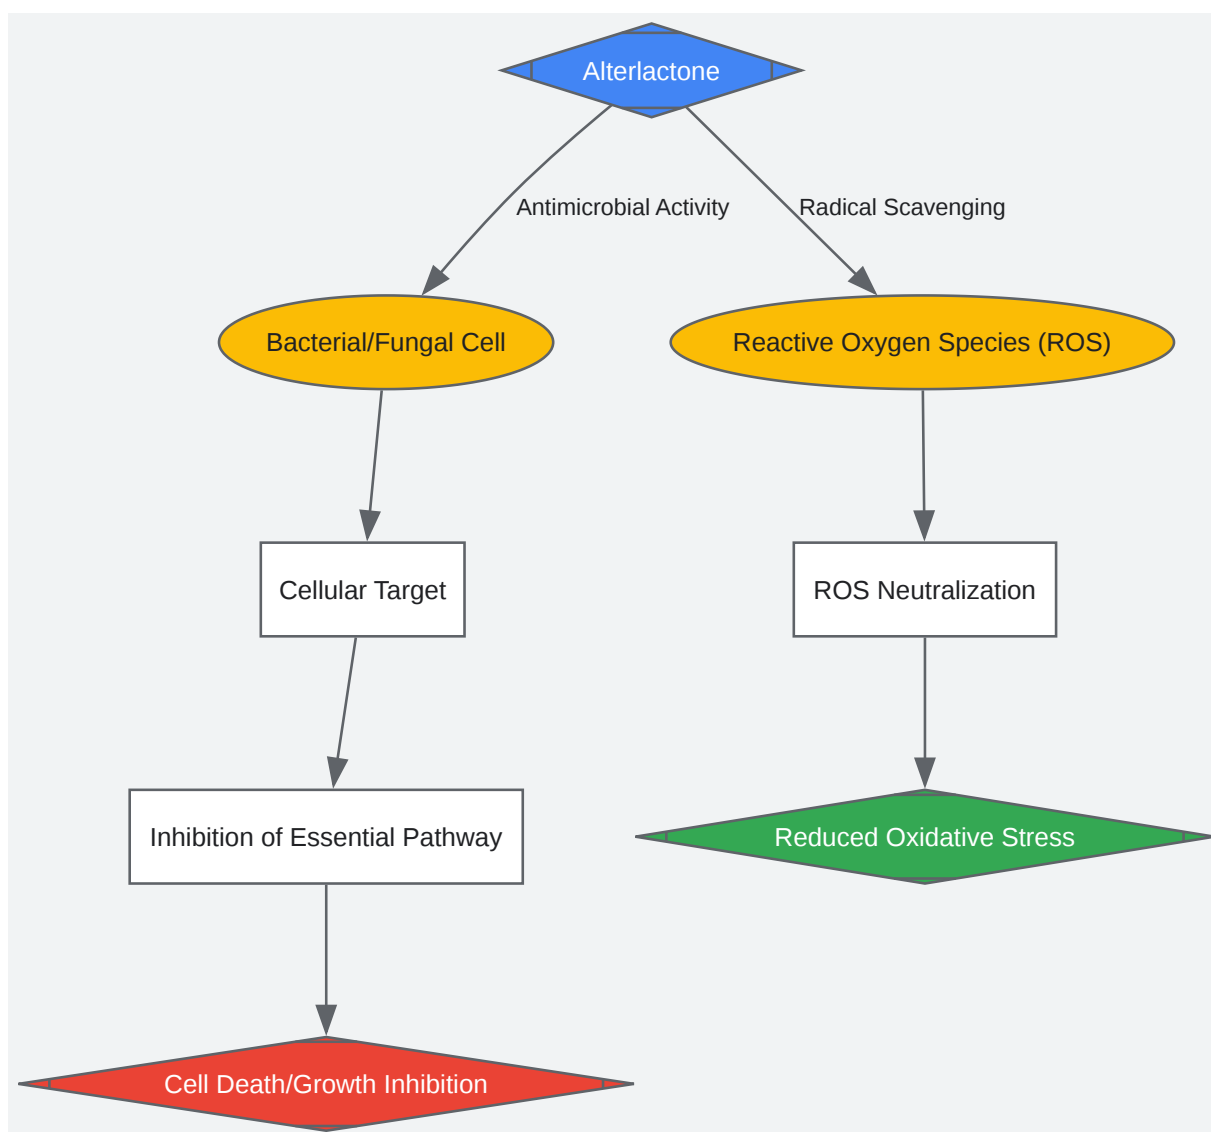 Alterlactone
Antimicrobial Activity
Radical Scavenging
Bacterial/Fungal Cell
Reactive Oxygen Species (ROS)
Cellular Target
ROS Neutralization
Inhibition of Essential Pathway
Reduced Oxidative Stress
Cell Death/Growth Inhibition